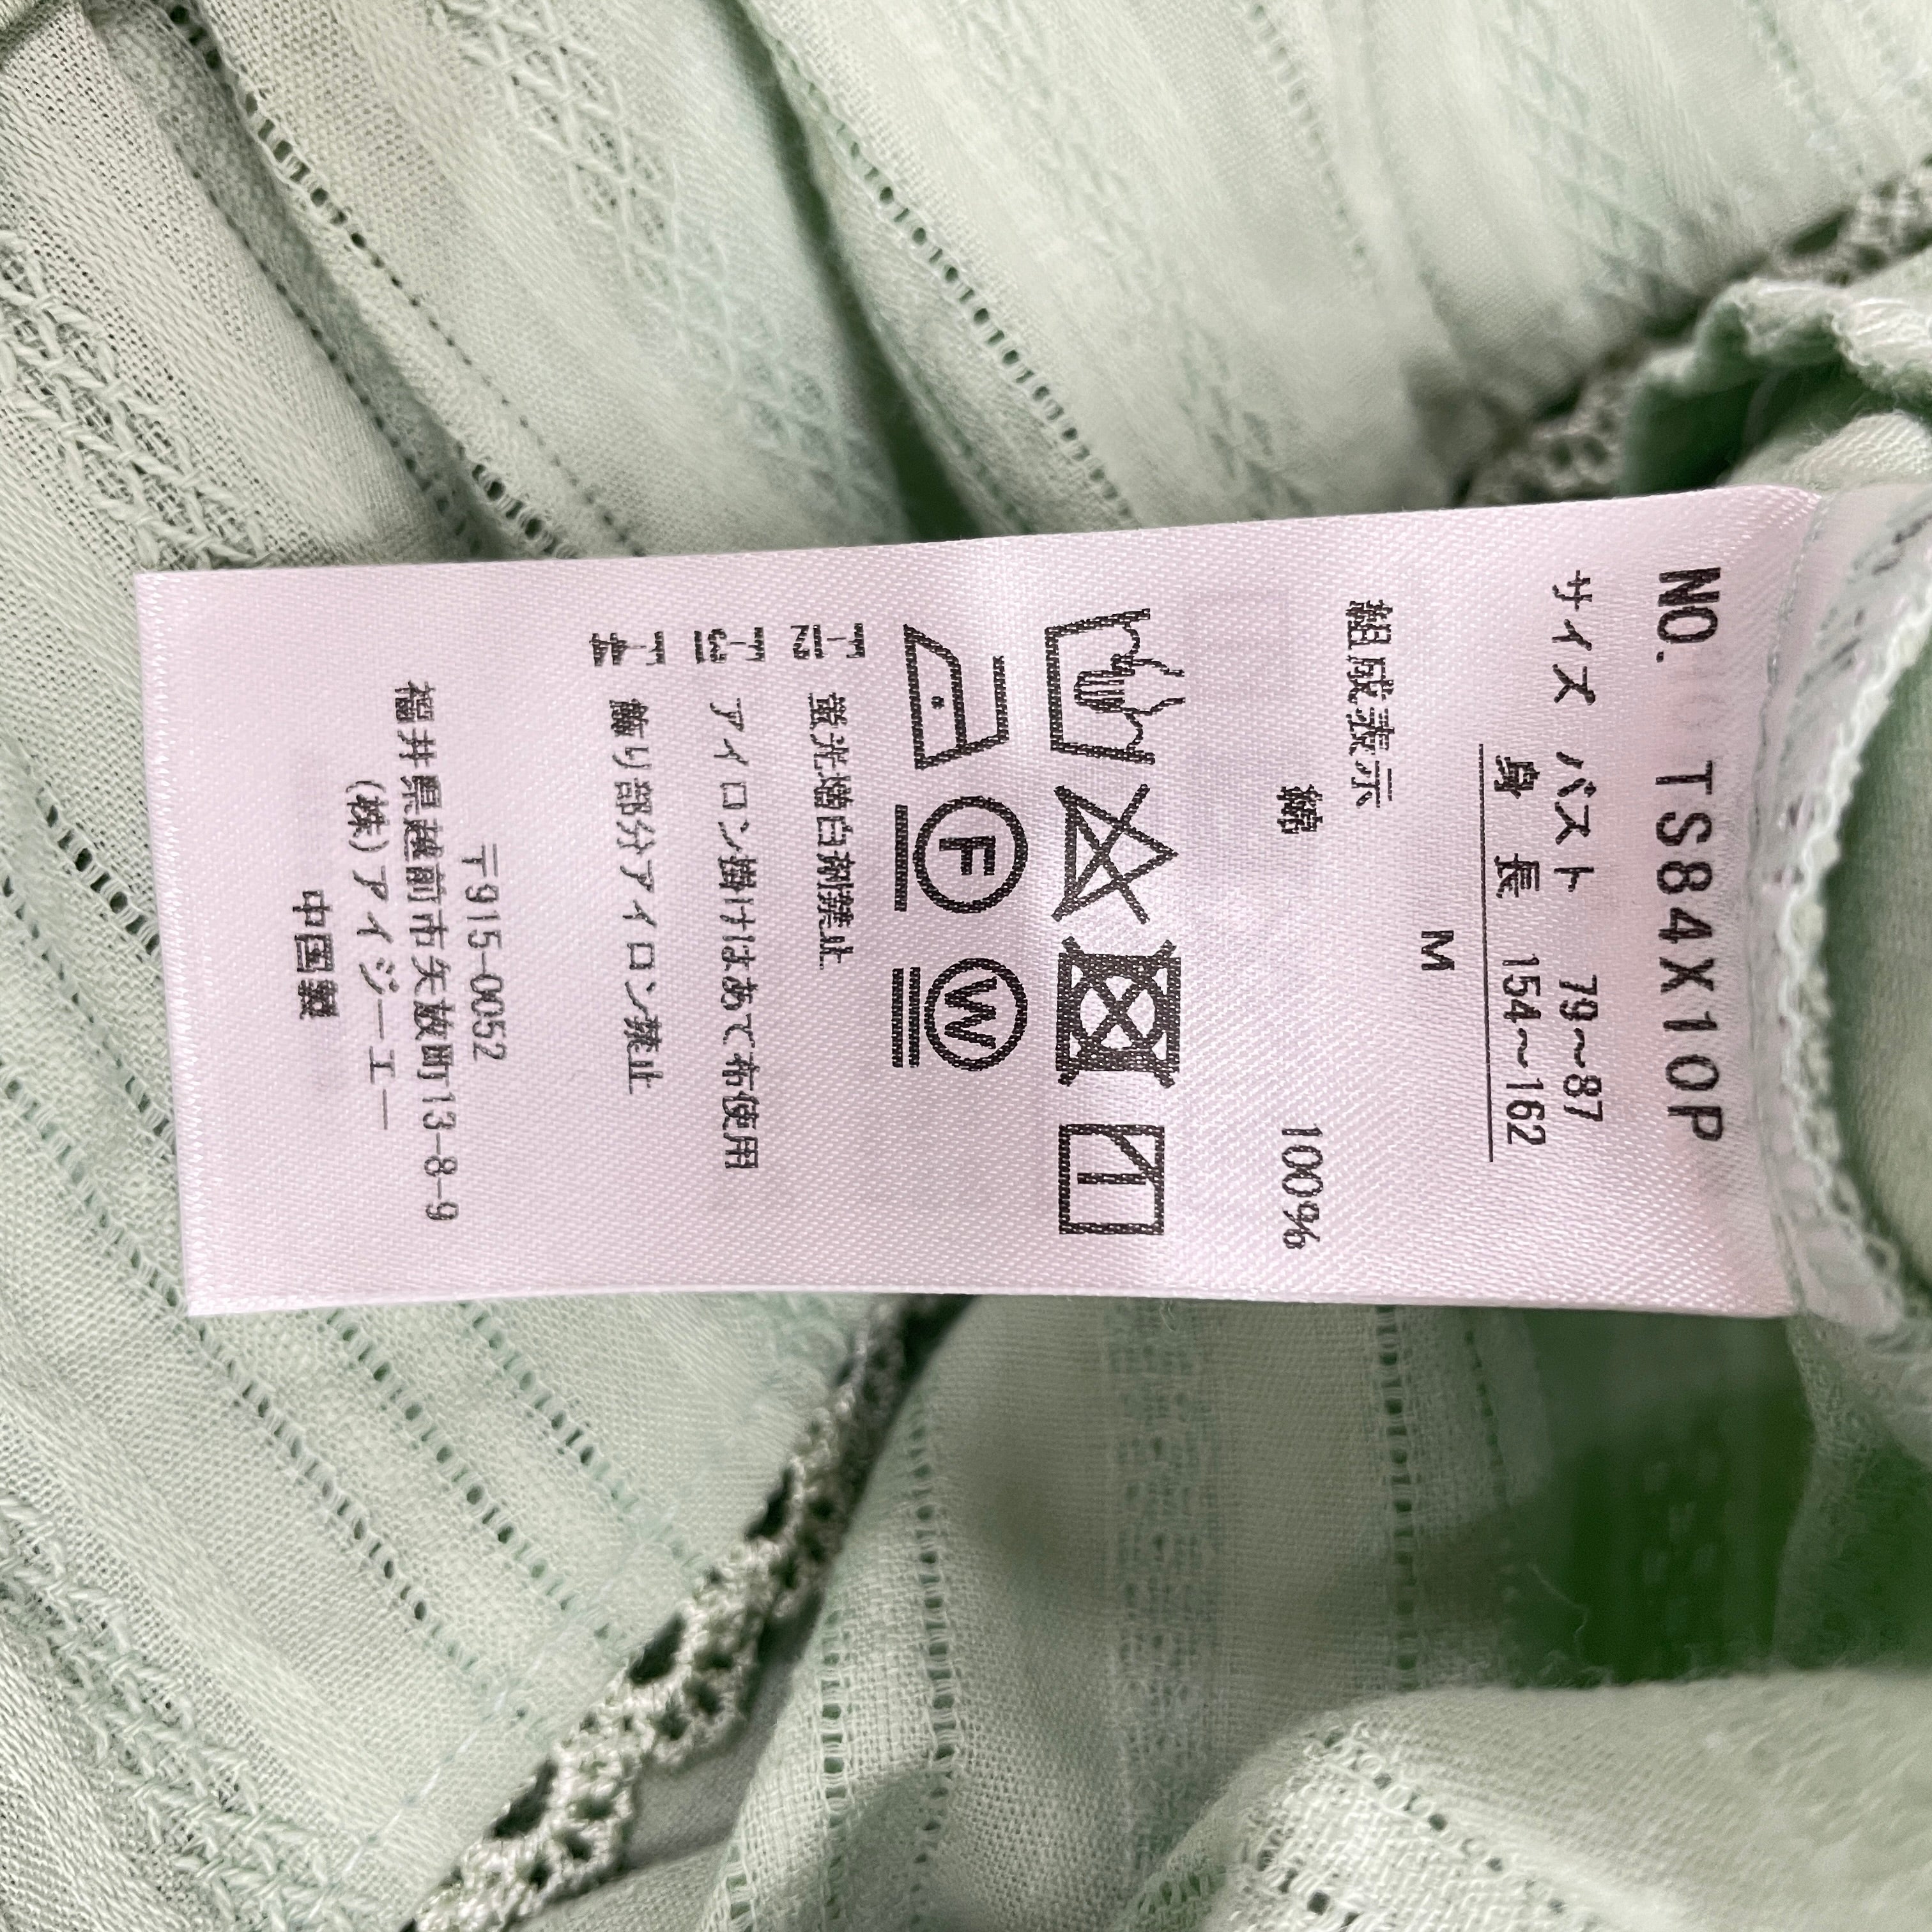 NO. TS84X10P
サイズ バスト 79〜87
身 長 154〜162
M
組成表示
綿 100%
F W
蛍光増白剤禁止
アイロン掛けはあて布使用
飾り部分アイロン禁止
〒915-0052
福井県越前市矢放町13-8-9
(株)アイジーエー
中国製